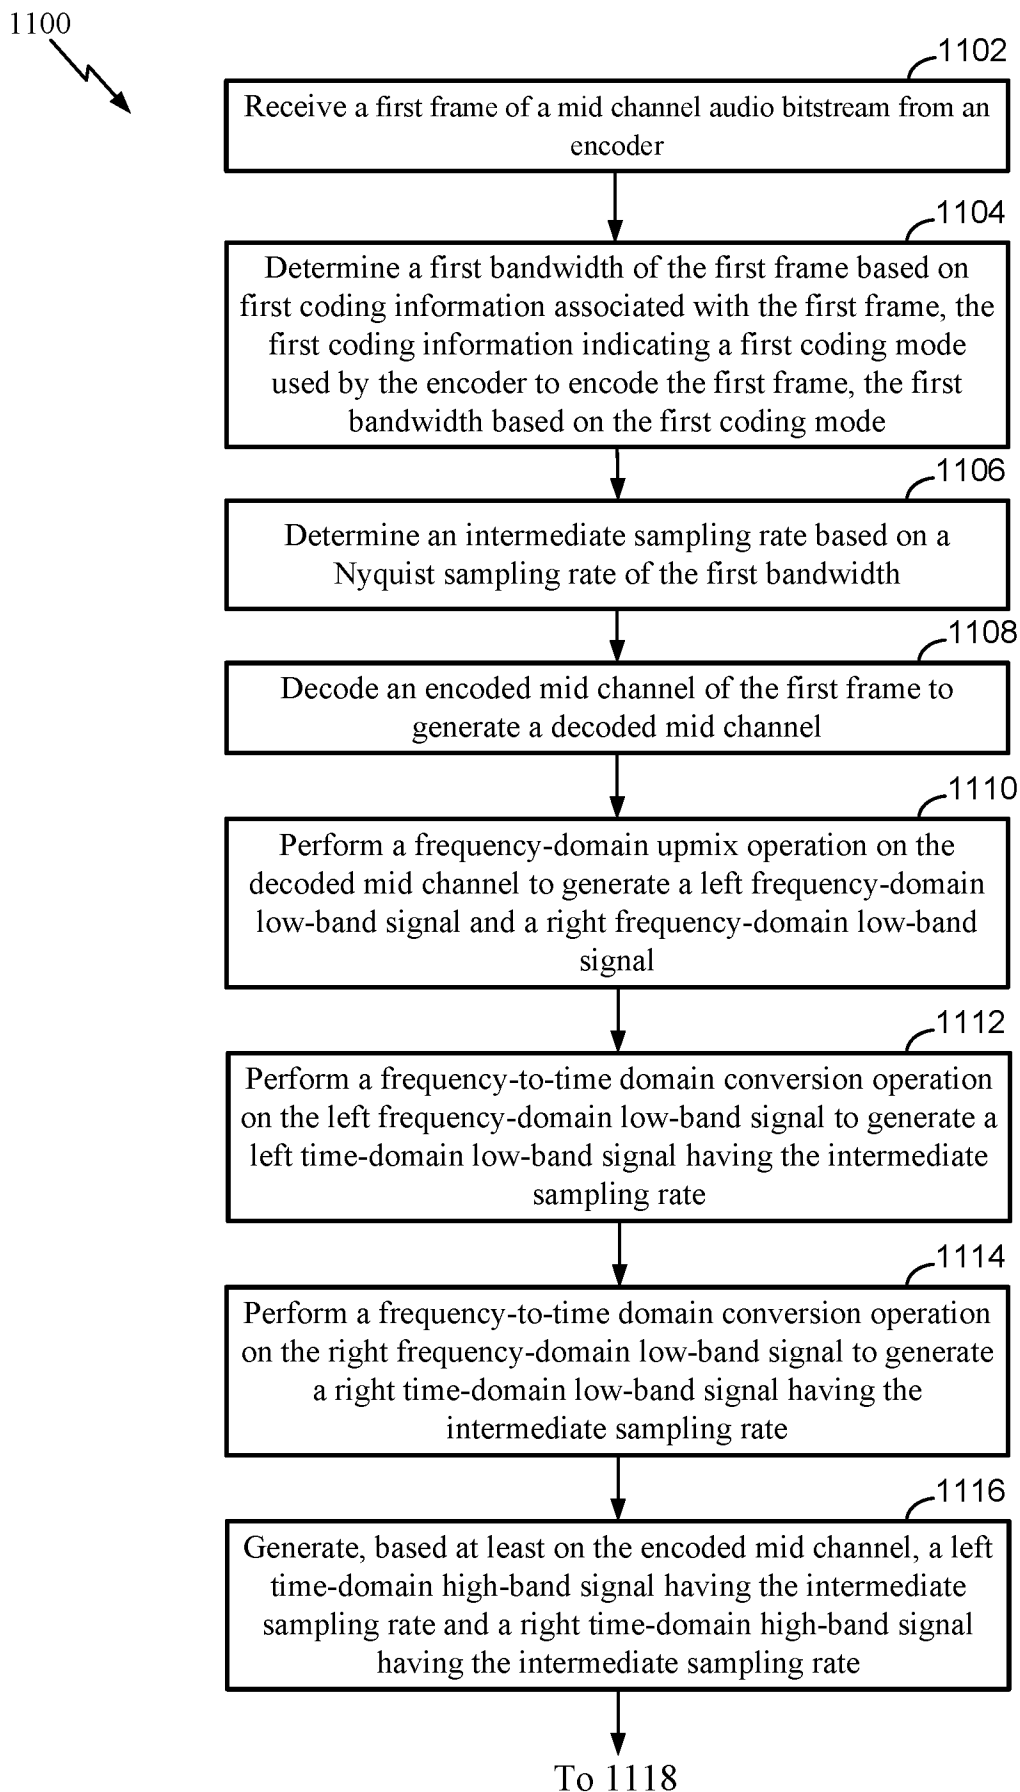 1100
1102
Receive a first frame of a mid channel audio bitstream from an
encoder
1104
Determine a first bandwidth of the first frame based on
first coding information associated with the first frame, the
first coding information indicating a first coding mode
used by the encoder to encode the first frame, the first
bandwidth based on the first coding mode
1106
Determine an intermediate sampling rate based on a
Nyquist sampling rate of the first bandwidth
1108
Decode an encoded mid channel of the first frame to
generate a decoded mid channel
1110
Perform a frequency-domain upmix operation on the
decoded mid channel to generate a left frequency-domain
low-band signal and a right frequency-domain low-band
signal
1112
Perform a frequency-to-time domain conversion operation
on the left frequency-domain low-band signal to generate a
left time-domain low-band signal having the intermediate
sampling rate
1114
Perform a frequency-to-time domain conversion operation
on the right frequency-domain low-band signal to generate
a right time-domain low-band signal having the
intermediate sampling rate
1116
Generate, based at least on the encoded mid channel, a left
time-domain high-band signal having the intermediate
sampling rate and a right time-domain high-band signal
having the intermediate sampling rate
To 1118